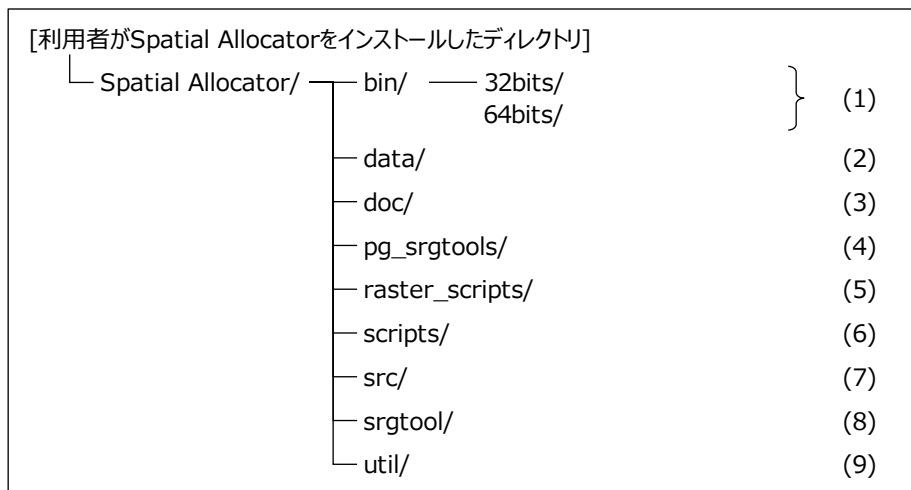 [利用者がSpatial Allocatorをインストールしたディレクトリ]
Spatial Allocator/ bin/ 32bits/
64bits/ (1)
data/ (2)
doc/ (3)
pg_srgtools/ (4)
raster_scripts/ (5)
scripts/ (6)
src/ (7)
srgtool/ (8)
util/ (9)